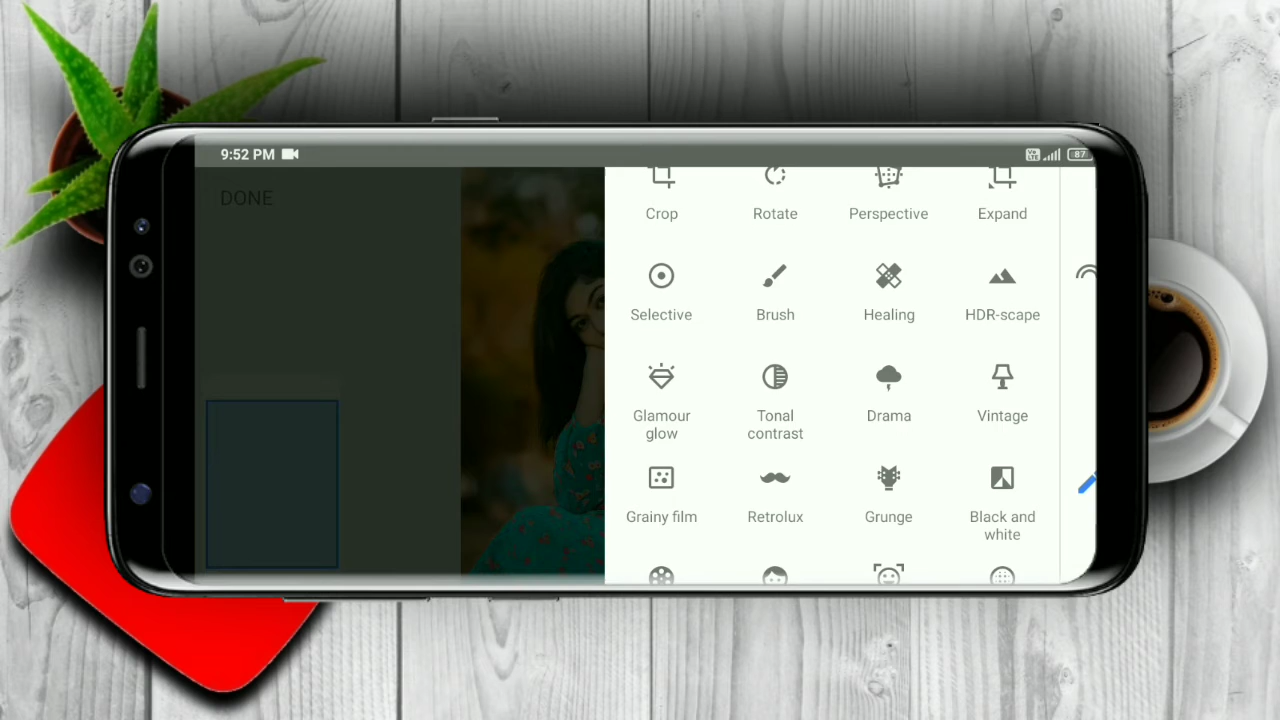 9:52 PM
87
DONE
Crop Rotate Perspective Expand
Selective Brush Healing HDR-scape
Glamour glow Tonal contrast Drama Vintage
Grainy film Retrolux Grunge Black and white